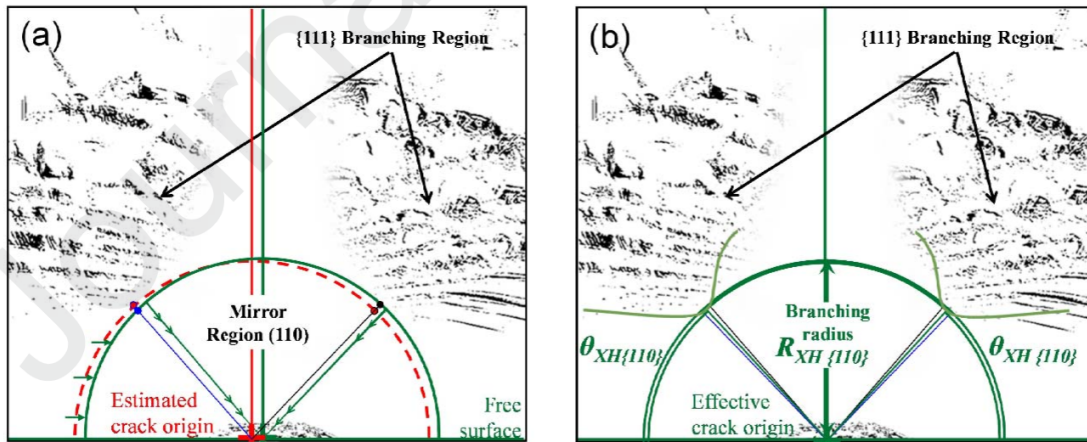 (a)
{111} Branching Region
Mirror
Region (110)
Estimated
crack origin
Free
surface
Journa
(b)
{111} Branching Region
Branching
radius
R_XH {110}
θ_XH{110}
θ_XH {110}
Effective
crack origin